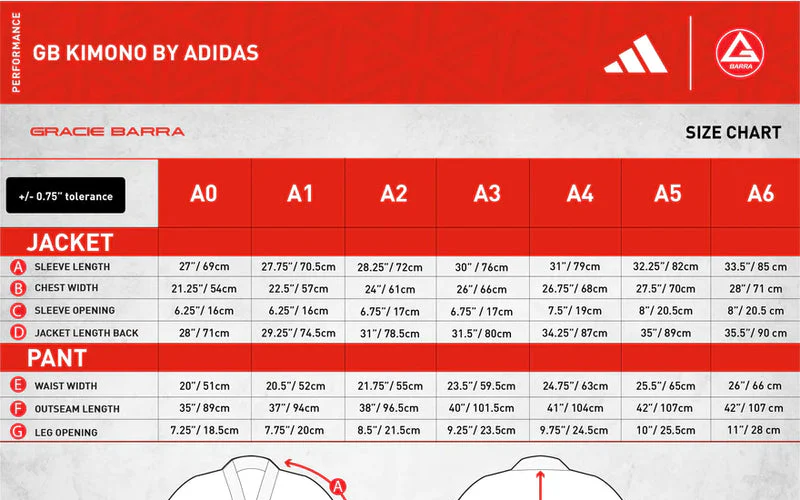 PERFORMANCE
GB KIMONO BY ADIDAS
BARRA
GRACIE BARRA
SIZE CHART
+/- 0.75" tolerance A0 A1 A2 A3 A4 A5 A6
JACKET
A SLEEVE LENGTH 27"/ 69cm 27.75"/ 70.5cm 28.25"/ 72cm 30" /76cm 31"/ 79cm 32.25"/ 82cm 33.5"/ 85 cm
B CHEST WIDTH 21.25"/ 54cm 22.5"/ 57cm 24"/ 61cm 26"/ 66cm 26.75"/ 68cm 27.5"/ 70cm 28"/ 71 cm
C SLEEVE OPENING 6.25"/ 16cm 6.25"/ 16cm 6.75"/ 17cm 6.75" / 17cm 7.5"/ 19cm 8"/ 20.5cm 8"/ 20.5 cm
D JACKET LENGTH BACK 28"/ 71cm 29.25"/ 74.5cm 31"/ 78.5cm 31.5"/ 80cm 34.25"/ 87cm 35"/ 89cm 35.5"/ 90 cm
PANT
E WAIST WIDTH 20"/ 51cm 20.5"/ 52cm 21.75"/ 55cm 23.5"/ 59.5cm 24.75"/ 63cm 25.5"/ 65cm 26"/ 66 cm
F OUTSEAM LENGTH 35"/ 89cm 37"/ 94cm 38"/ 96.5cm 40"/ 101.5cm 41"/ 104cm 42"/ 107cm 42"/ 107 cm
G LEG OPENING 7.25"/ 18.5cm 7.75"/ 20cm 8.5"/ 21.5cm 9.25"/ 23.5cm 9.75"/ 24.5cm 10"/ 25.5cm 11"/ 28 cm
A